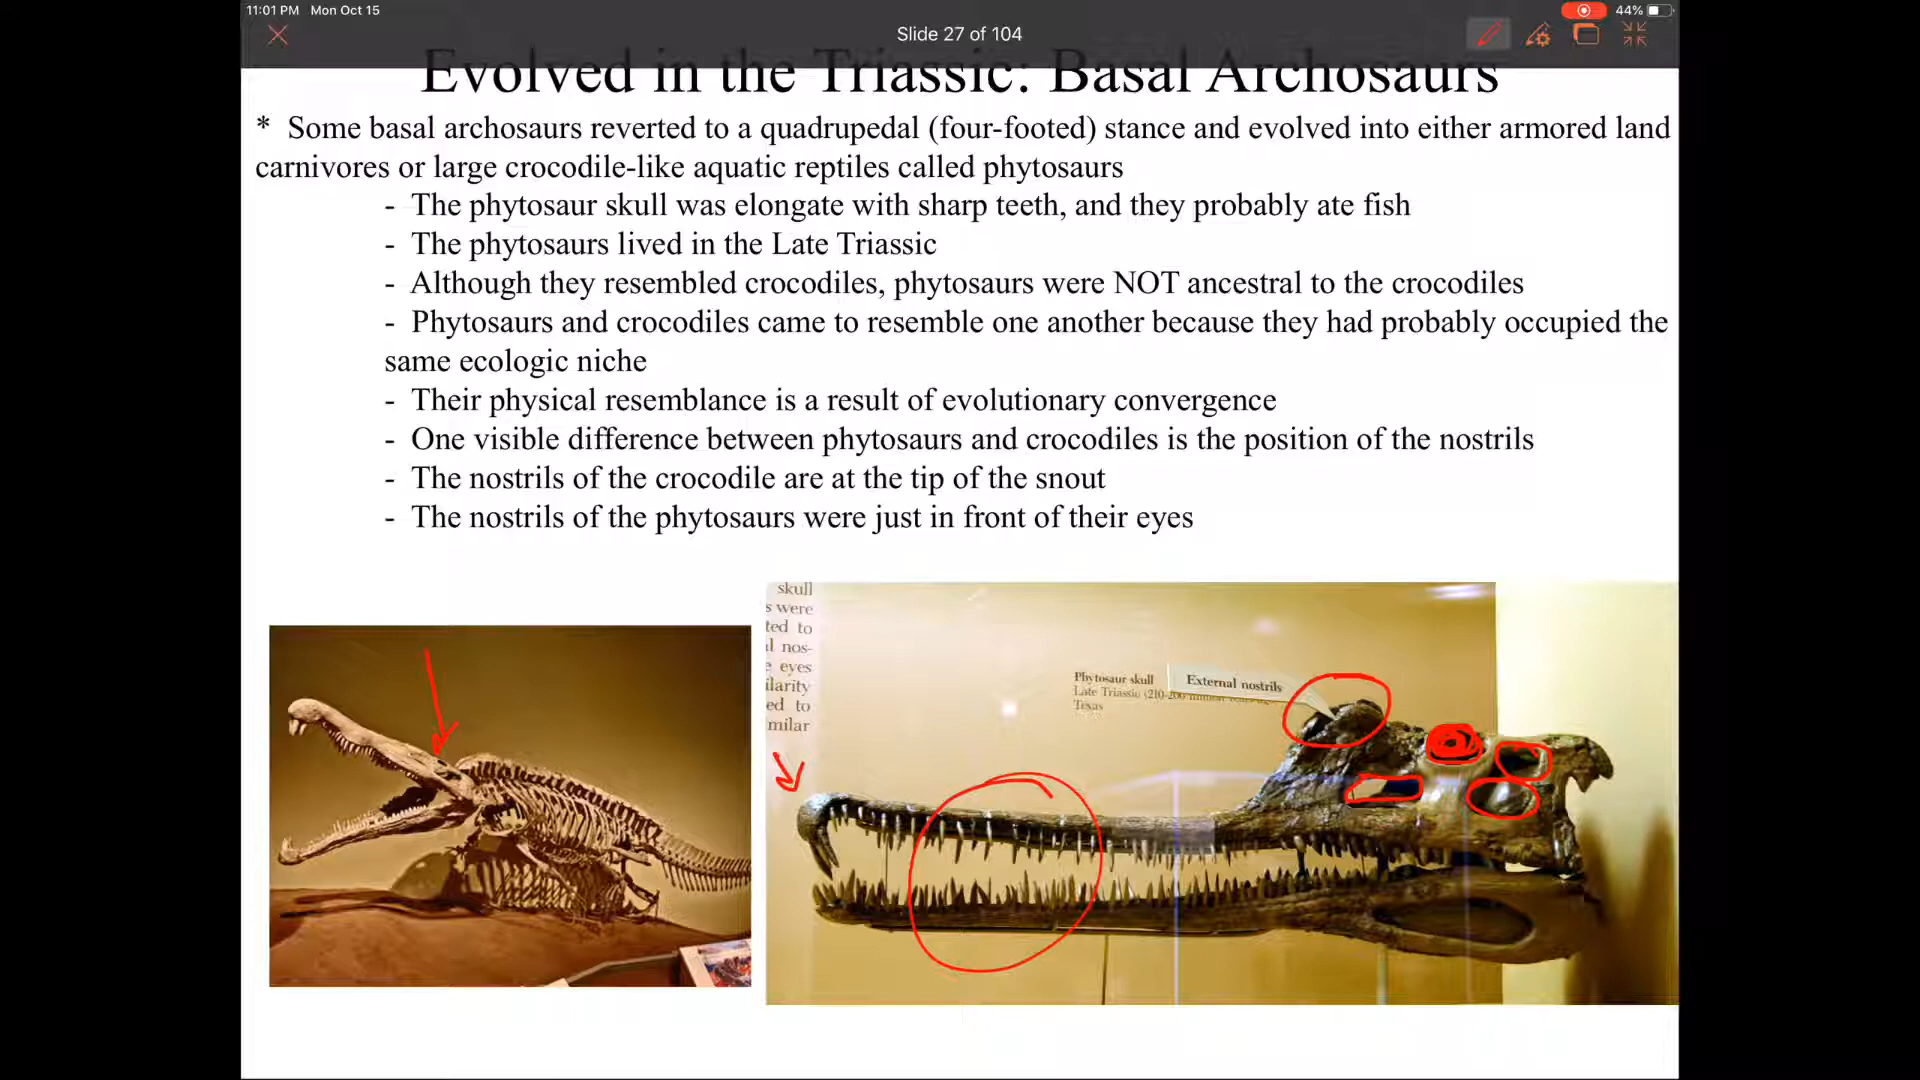 11:01 PM Mon Oct 15
44%
Slide 27 of 104
Evolved in the Triassic: Basal Archosaurs
* Some basal archosaurs reverted to a quadrupedal (four-footed) stance and evolved into either armored land
carnivores or large crocodile-like aquatic reptiles called phytosaurs
- The phytosaur skull was elongate with sharp teeth, and they probably ate fish
- The phytosaurs lived in the Late Triassic
- Although they resembled crocodiles, phytosaurs were NOT ancestral to the crocodiles
- Phytosaurs and crocodiles came to resemble one another because they had probably occupied the
same ecologic niche
- Their physical resemblance is a result of evolutionary convergence
- One visible difference between phytosaurs and crocodiles is the position of the nostrils
- The nostrils of the crocodile are at the tip of the snout
- The nostrils of the phytosaurs were just in front of their eyes
skull
s were
ted to
l nos-
e eyes
ilarity
ed to
milar
Phytosaur skull
Late Triassic (210-200
Texas
External nostrils